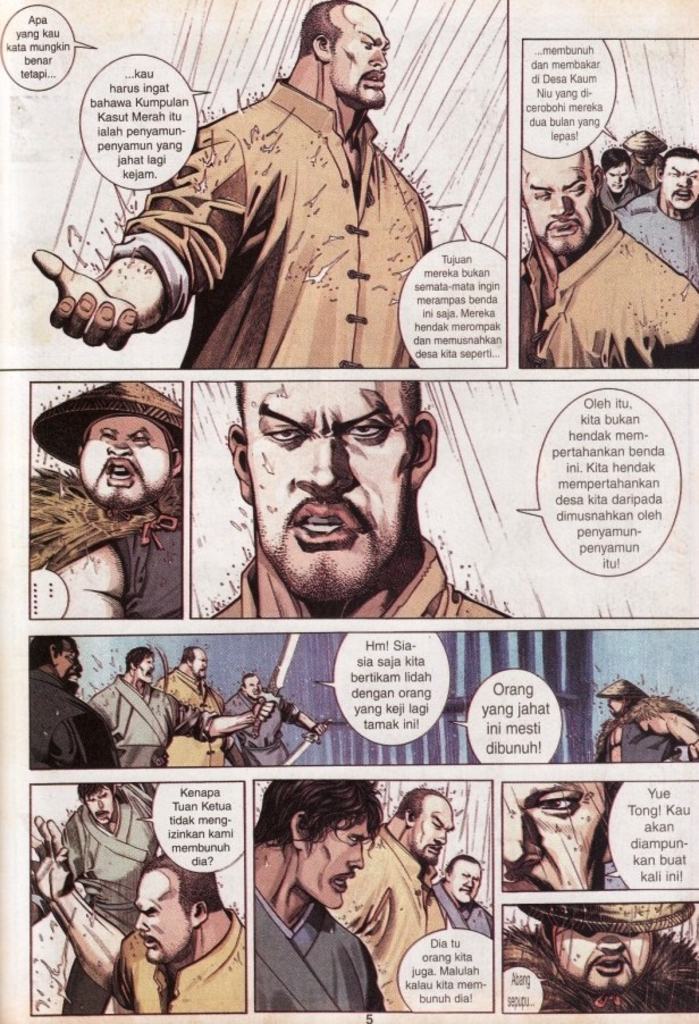 Apa
yang kau
kata mungkin
benar
tetapi...
...kau
harus ingat
bahawa Kumpulan
Kasut Merah itu
ialah penyamun-
penyamun yang
jahat lagi
kejam.
Tujuan
mereka bukan
semata-mata ingin
merampas benda
ini saja. Mereka
hendak merompak
dan memusnahkan
desa kita seperti...
...membunuh
dan membakar
di Desa Kaum
Niu yang di-
cerobohi mereka
dua bulan yang
lepas!
.......
Oleh itu,
kita bukan
hendak mem-
pertahankan benda
ini. Kita hendak
mempertahankan
desa kita daripada
dimusnahkan oleh
penyamun-
penyamun
itu!
Hm! Sia-
sia saja kita
bertikam lidah
dengan orang
yang keji lagi
tamak ini!
Orang
yang jahat
ini mesti
dibunuh!
Kenapa
Tuan Ketua
tidak meng-
izinkan kami
membunuh
dia?
Dia tu
orang kita
juga. Malulah
kalau kita mem-
bunuh dia!
Yue
Tong! Kau
akan
diampun-
kan buat
kali ini!
Abang
sepupu...
5